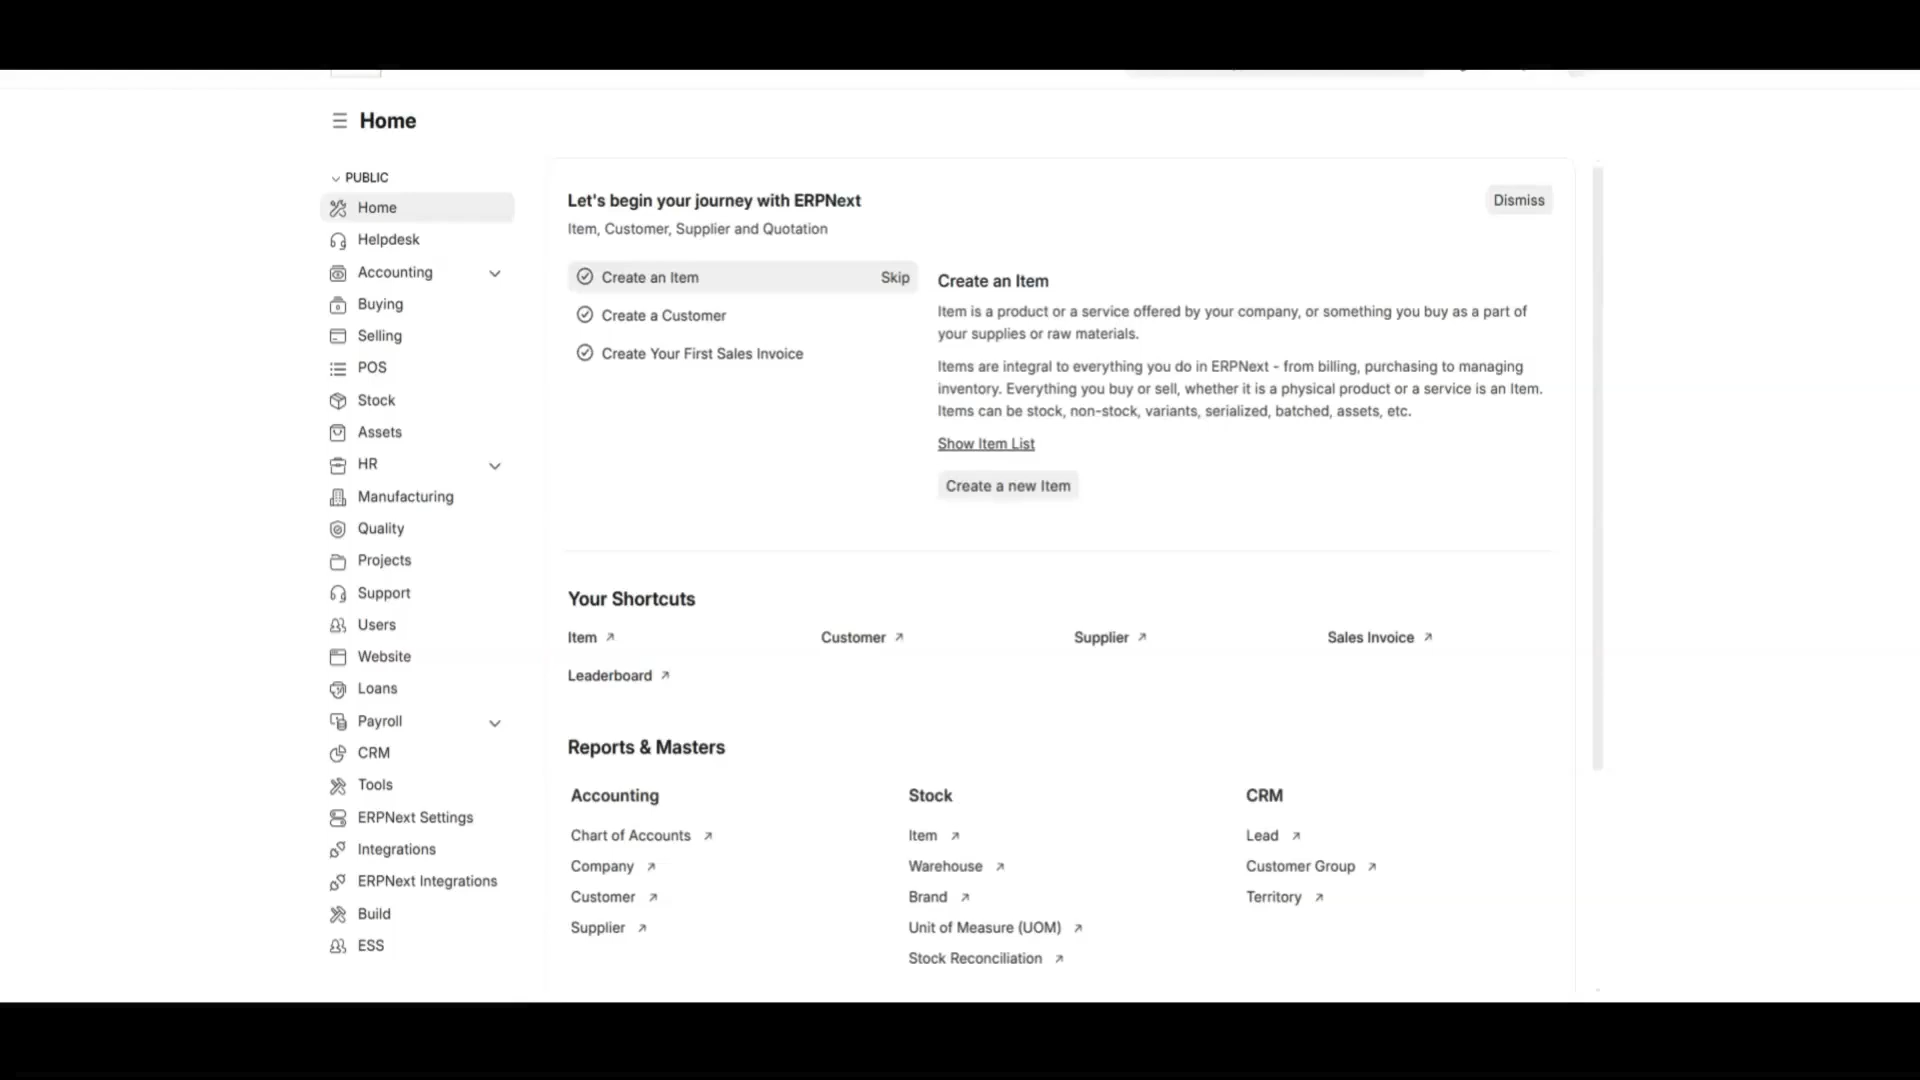 Home
PUBLIC
Home
Helpdesk
Accounting
Buying
Selling
POS
Stock
Assets
HR
Manufacturing
Quality
Projects
Support
Users
Website
Loans
Payroll
CRM
Tools
ERPNext Settings
Integrations
ERPNext Integrations
Build
ESS
Let's begin your journey with ERPNext
Dismiss
Item, Customer, Supplier and Quotation
Create an Item Skip
Create a Customer
Create Your First Sales Invoice
Create an Item
Item is a product or a service offered by your company, or something you buy as a part of
your supplies or raw materials.
Items are integral to everything you do in ERPNext - from billing, purchasing to managing
inventory. Everything you buy or sell, whether it is a physical product or a service is an Item.
Items can be stock, non-stock, variants, serialized, batched, assets, etc.
Show Item List
Create a new Item
Your Shortcuts
Item Customer Supplier Sales Invoice
Leaderboard
Reports & Masters
Accounting
Chart of Accounts
Company
Customer
Supplier
Stock
Item
Warehouse
Brand
Unit of Measure (UOM)
Stock Reconciliation
CRM
Lead
Customer Group
Territory